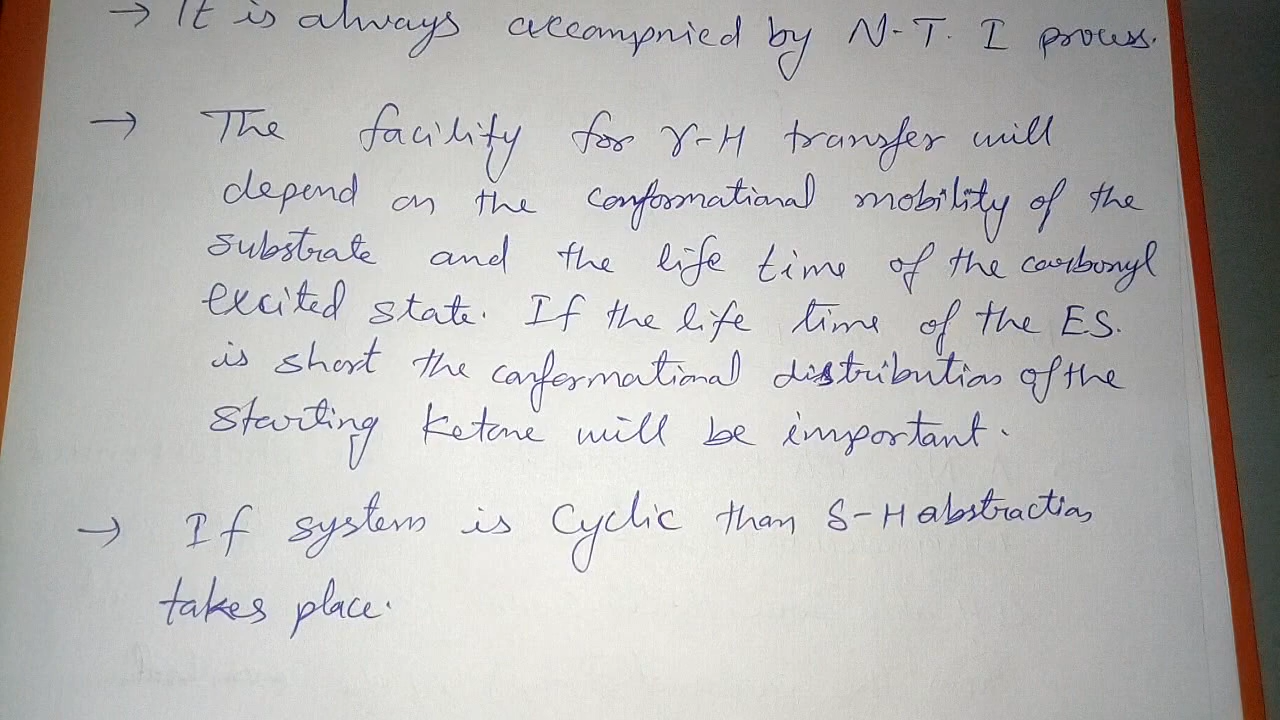 → It is always accompnied by N-T. I process.
→ The facility for γ-H transfer will
depend on the conformational mobility of the
substrate and the life time of the carbonyl
excited state. If the life time of the ES.
is short the conformational distribution of the
starting ketone will be important.
→ If system is Cyclic than δ-H abstraction
takes place.